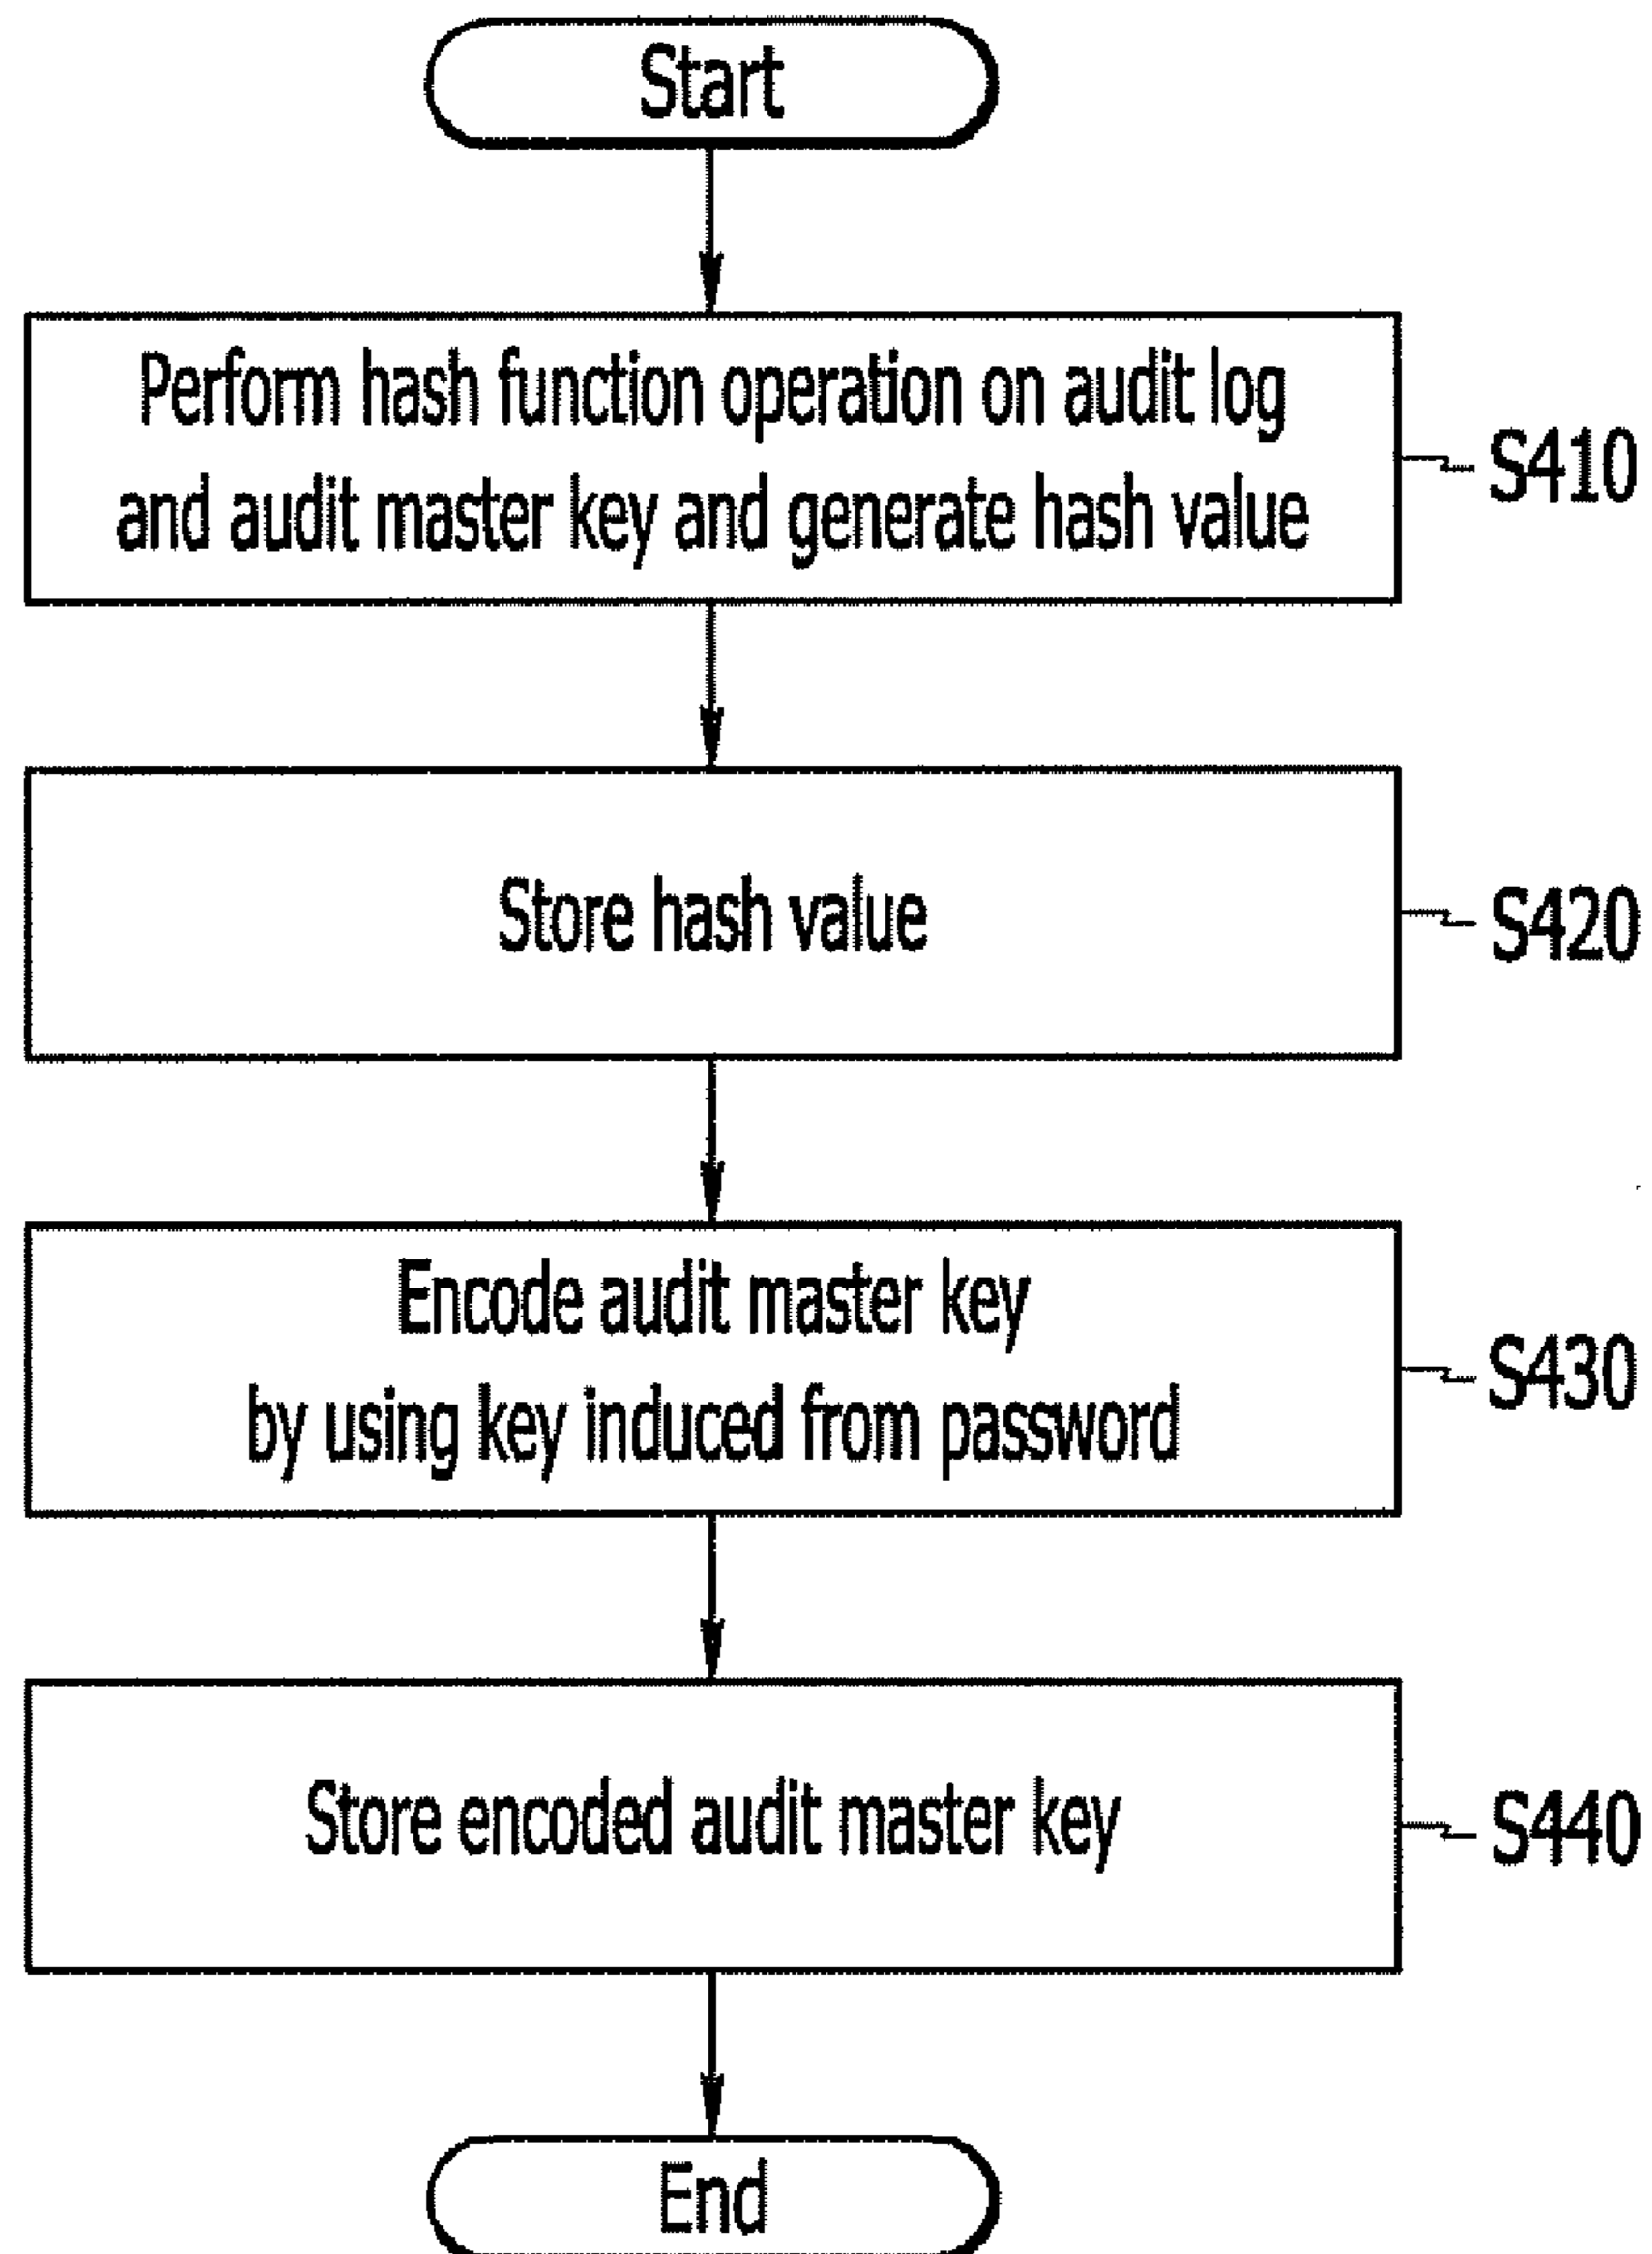 Start
Perform hash function operation on audit log
and audit master key and generate hash value
S410
Store hash value
S420
Encode audit master key
by using key induced from password
S430
Store encoded audit master key
S440
End